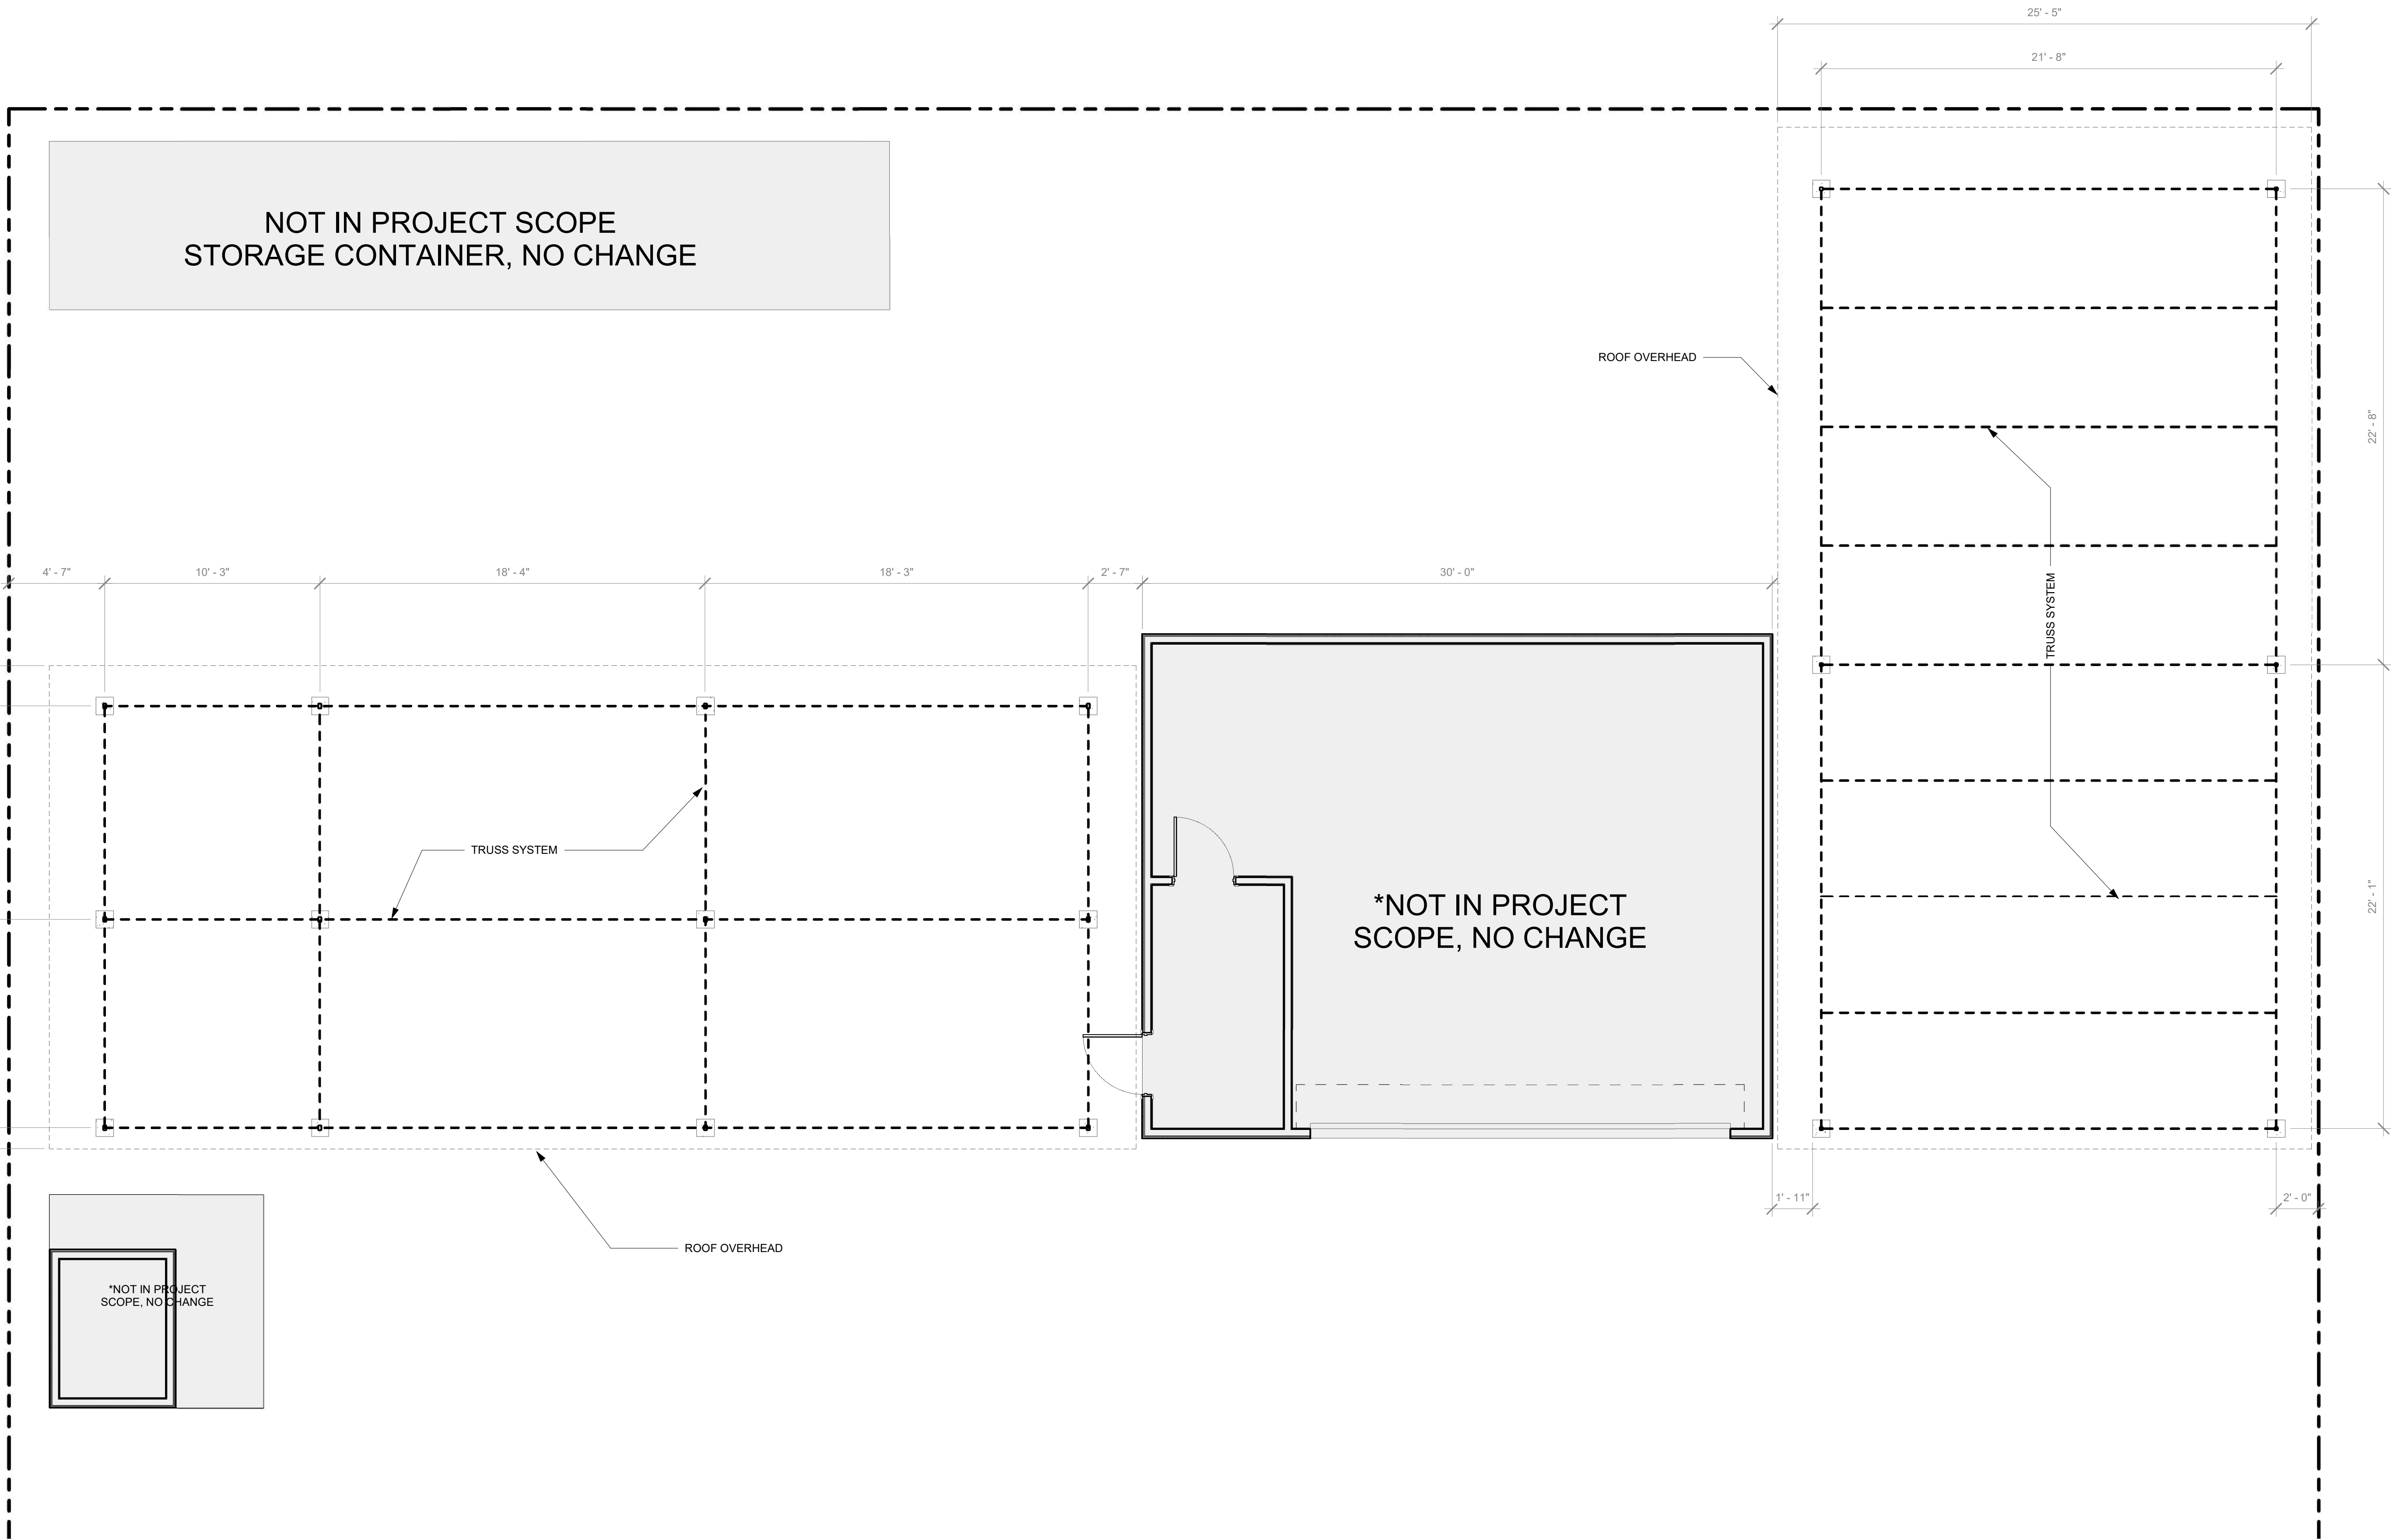 25' - 5"
21' - 8"
NOT IN PROJECT SCOPE
STORAGE CONTAINER, NO CHANGE
ROOF OVERHEAD
22' - 8"
4' - 7"
10' - 3"
18' - 4"
18' - 3"
2' - 7"
30' - 0"
TRUSS SYSTEM
TRUSS SYSTEM
*NOT IN PROJECT
SCOPE, NO CHANGE
22' - 1"
1' - 11"
2' - 0"
ROOF OVERHEAD
*NOT IN PROJECT
SCOPE, NO CHANGE